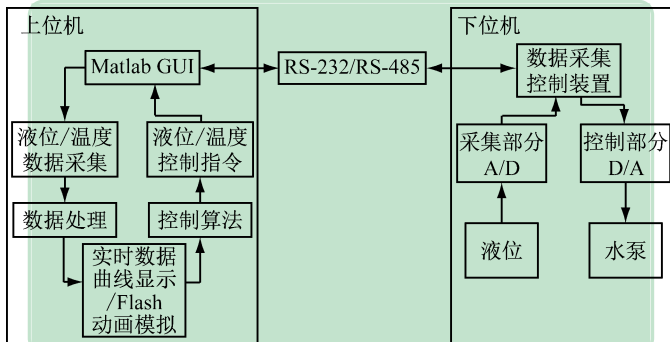 上位机
下位机
Matlab GUI
RS-232/RS-485
数据采集
控制装置
液位/温度
数据采集
液位/温度
控制指令
采集部分
A/D
控制部分
D/A
数据处理
控制算法
液位
水泵
实时数据
曲线显示
/Flash
动画模拟